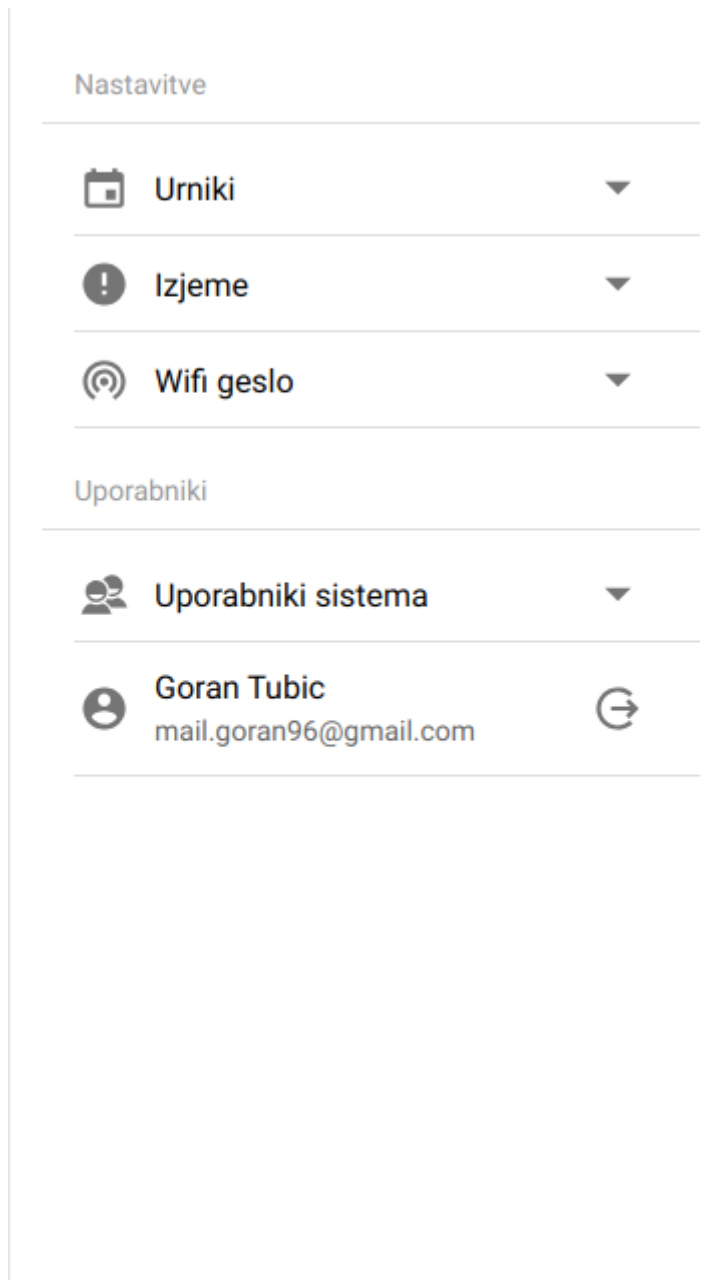 Nastavitve
Urniki
Izjeme
Wifi geslo
Uporabniki
Uporabniki sistema
Goran Tubic
mail.goran96@gmail.com